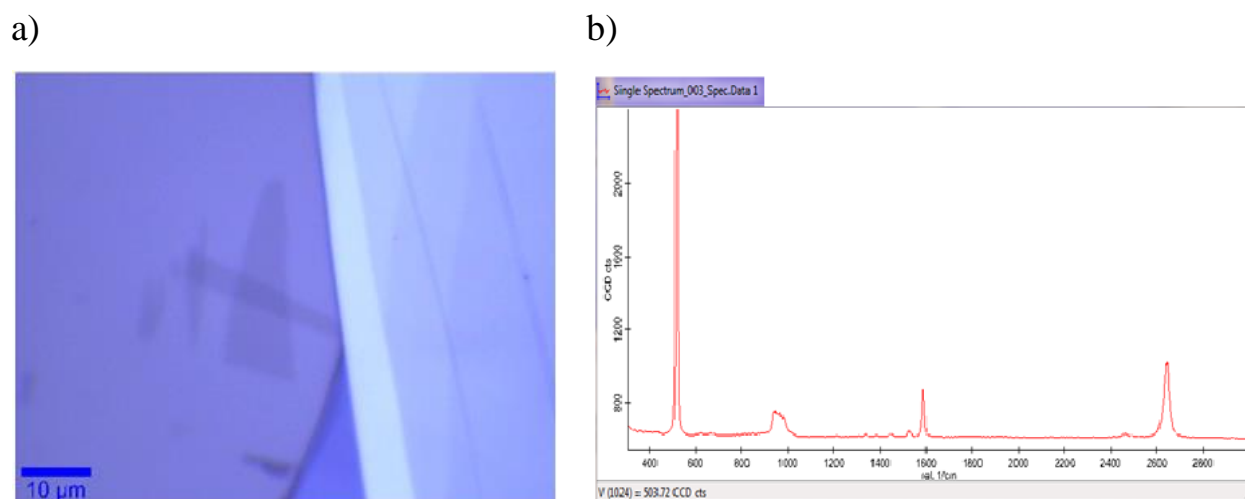 a)
b)
10 μm
Single Spectrum_003_Spec.Data 1
CCD cts
2000
1600
1200
800
400 600 800 1000 1200 1400 1600 1800 2000 2200 2400 2600 2800
rel. 1/cm
V (1024) = 503.72 CCD cts